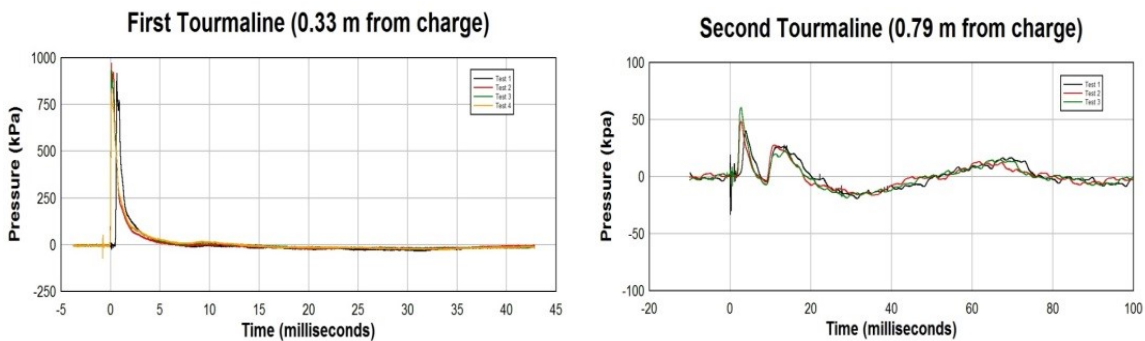 First Tourmaline (0.33 m from charge)
1000
750
500
250
0
-250
Pressure (kPa)
Test 1
Test 2
Test 3
Test 4
-5 0 5 10 15 20 25 30 35 40 45
Time (milliseconds)
Second Tourmaline (0.79 m from charge)
100
50
0
-50
-100
Pressure (kpa)
Test 1
Test 2
Test 3
-20 0 20 40 60 80 100
Time (milliseconds)